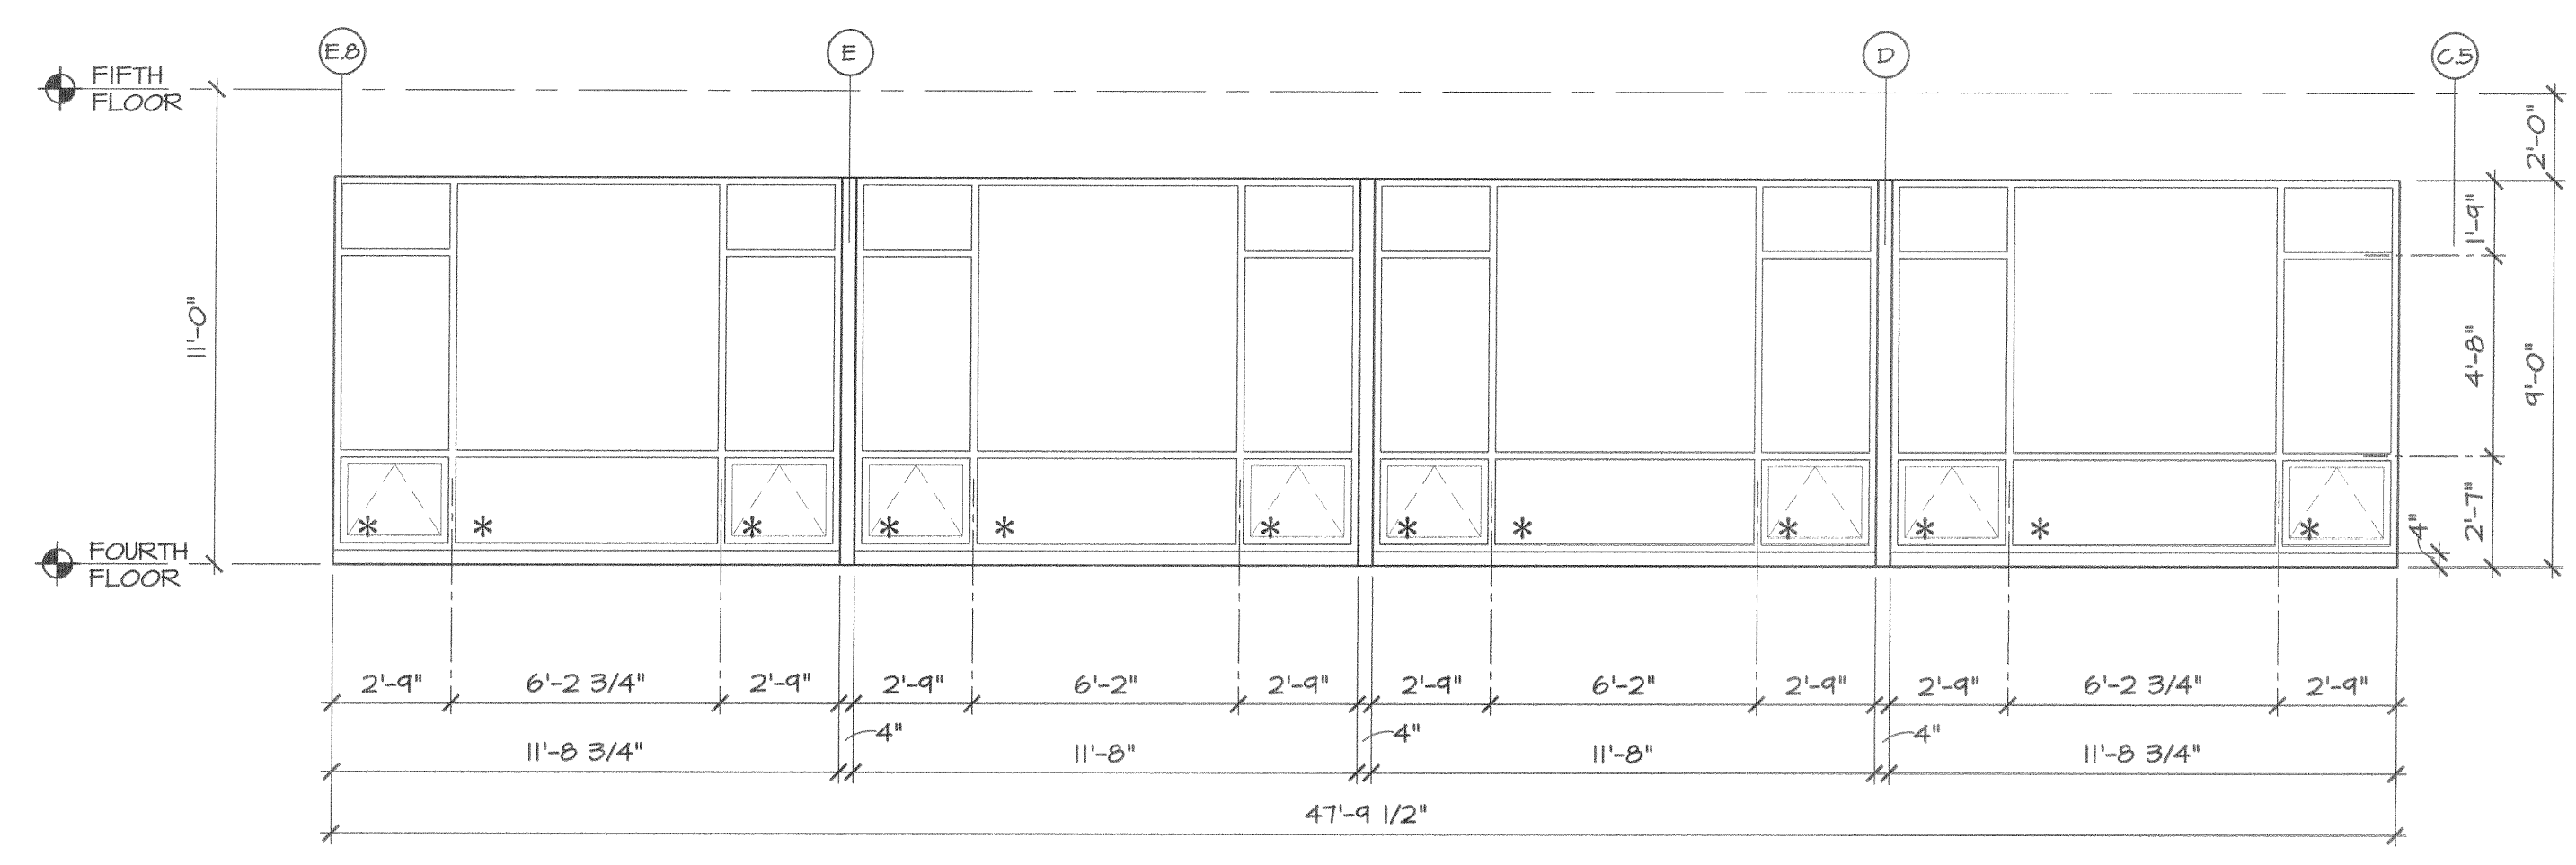 E.8
E
D
C.5
FIFTH
FLOOR
2'-0"
1'-9"
11'-0"
4'-8"
9'-0"
2'-7"
4"
* * * * * * * * * * * *
FOURTH
FLOOR
2'-9" 6'-2 3/4" 2'-9" 2'-9" 6'-2" 2'-9" 2'-9" 6'-2" 2'-9" 2'-9" 6'-2 3/4" 2'-9"
4" 4" 4"
11'-8 3/4" 11'-8" 11'-8" 11'-8 3/4"
47'-9 1/2"